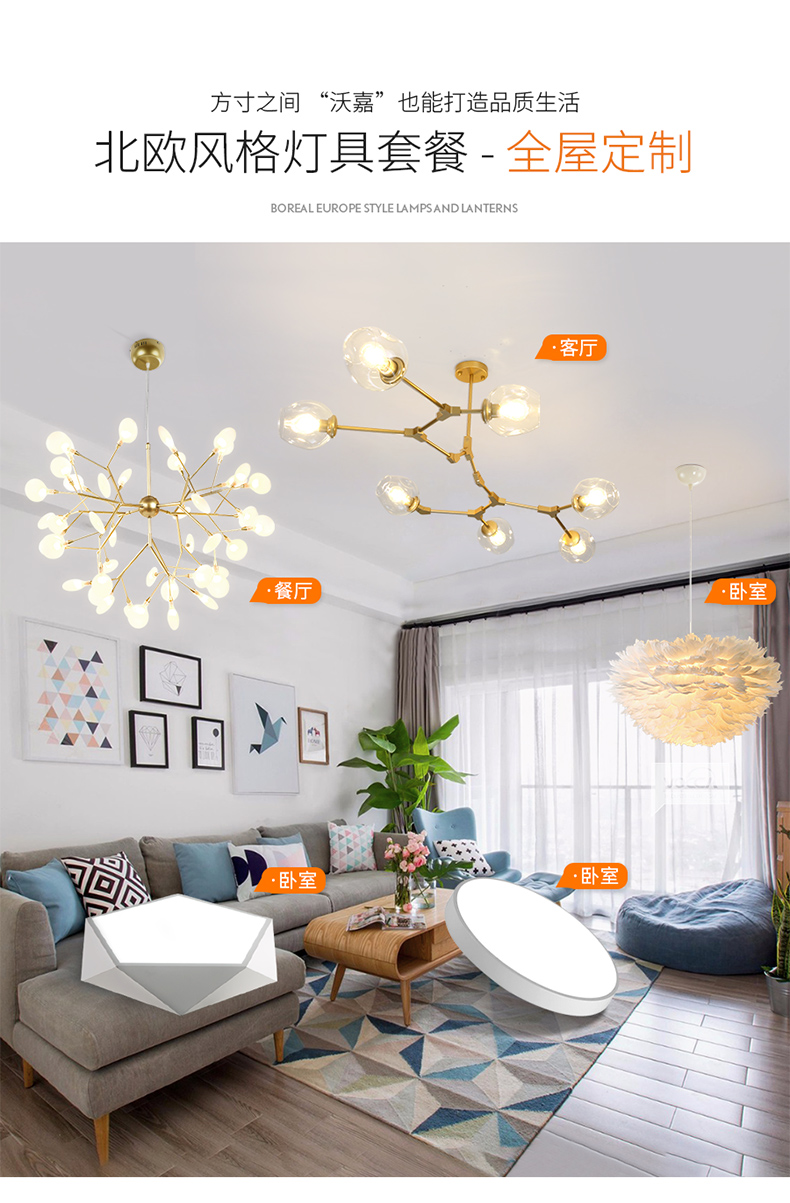 方寸之间 “沃嘉” 也能打造品质生活
北欧风格灯具套餐 - 全屋定制
BOREAL EUROPE STYLE LAMPS AND LANTERNS
·客厅
·餐厅
·卧室
·卧室
·卧室